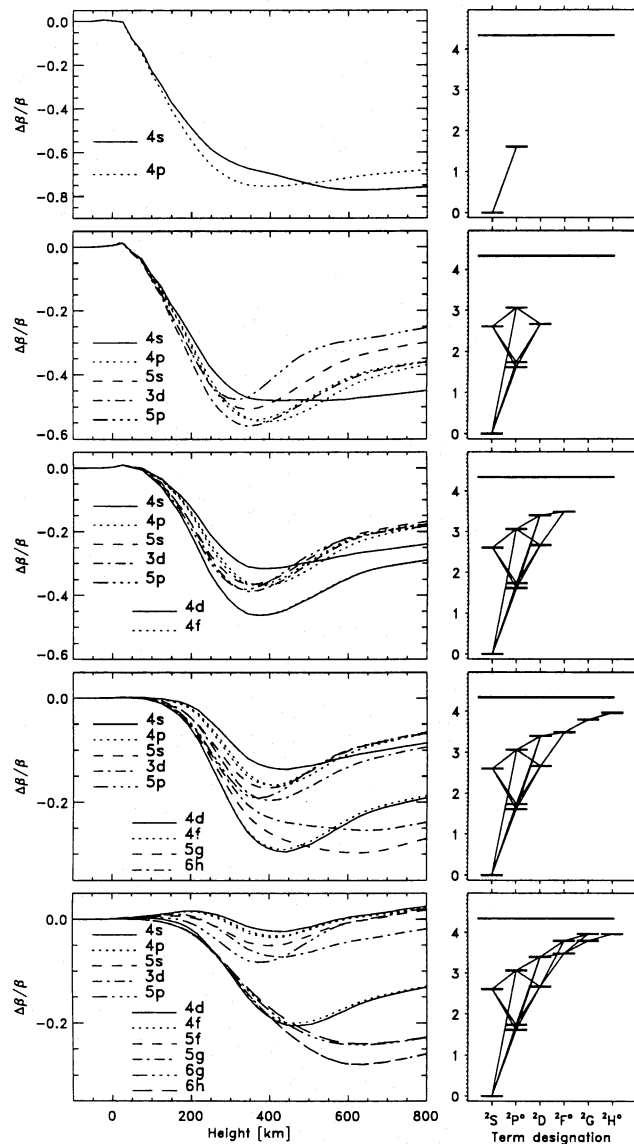 0.0
−0.2
−0.4
−0.6
−0.8
Δβ/β
4s
4p
4
3
2
1
0
0.0
−0.2
−0.4
−0.6
Δβ/β
4s
4p
5s
3d
5p
4
3
2
1
0
0.0
−0.2
−0.4
−0.6
Δβ/β
4s
4p
5s
3d
5p
4d
4f
4
3
2
1
0
0.0
−0.2
Δβ/β
4s
4p
5s
3d
5p
4d
4f
5g
6h
4
3
2
1
0
0.0
−0.2
Δβ/β
4s
4p
5s
3d
5p
4d
4f
5f
5g
6g
6h
0 200 400 600 800
Height [km]
4
3
2
1
0
²S ²Pᵒ ²D ²Fᵒ ²G ²Hᵒ
Term designation